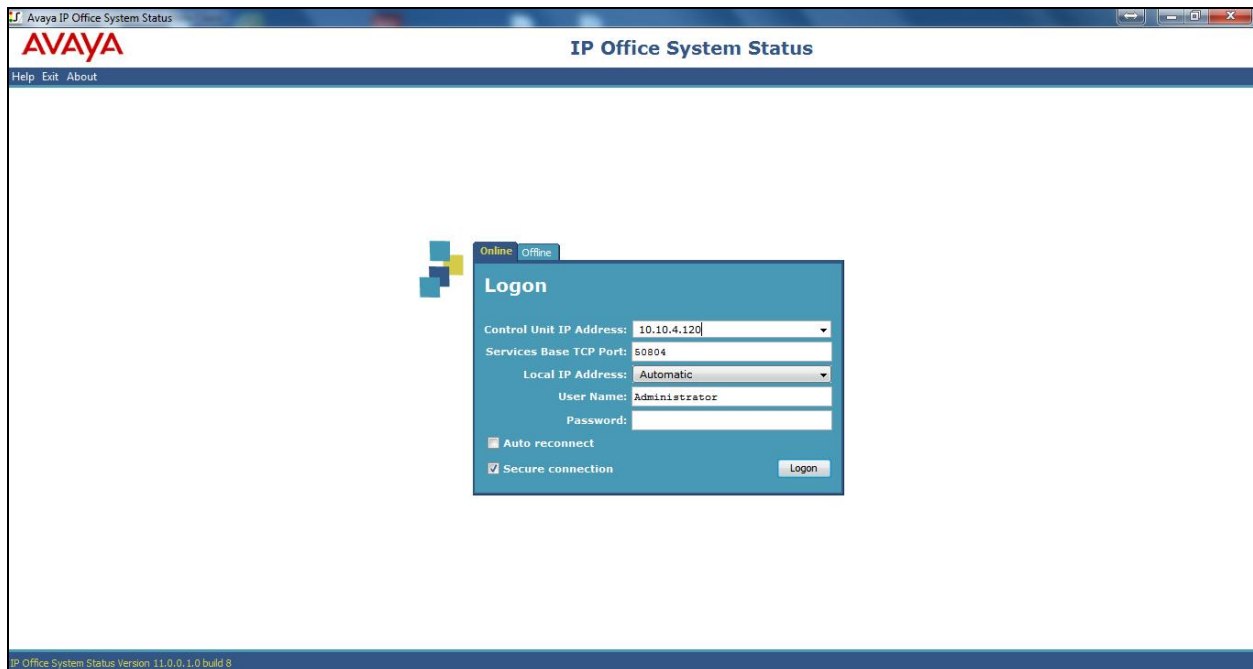 Avaya IP Office System Status
AVAYA
IP Office System Status
Help Exit About
Online Offline
Logon
Control Unit IP Address: 10.10.4.120
Services Base TCP Port: 50804
Local IP Address: Automatic
User Name: Administrator
Password:
Auto reconnect
Secure connection Logon
IP Office System Status Version 11.0.0.1.0 build 8